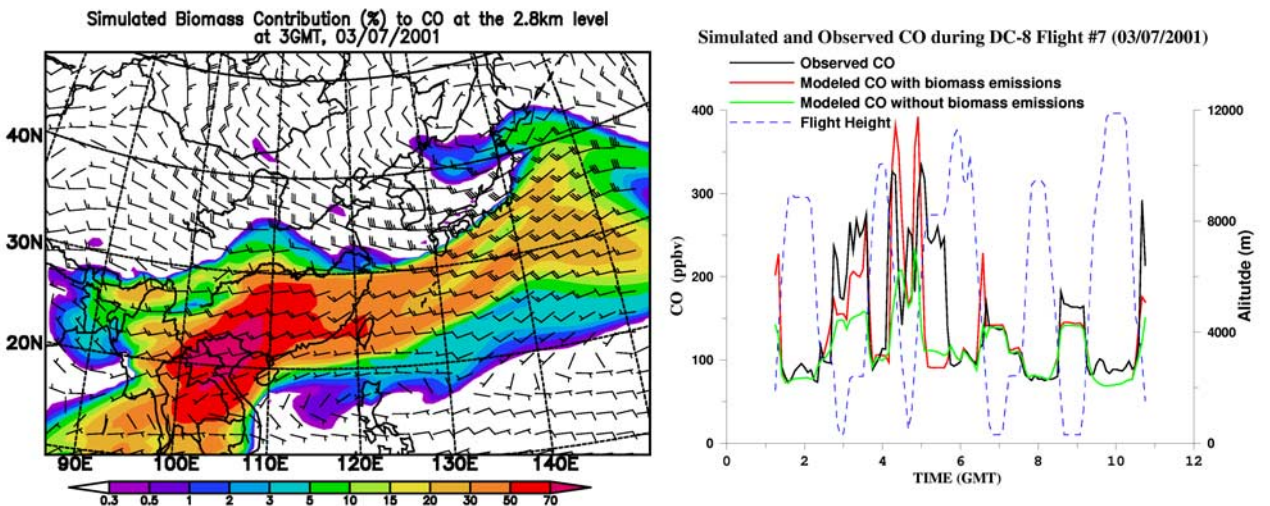 Simulated Biomass Contribution (%) to CO at the 2.8km level
at 3GMT, 03/07/2001
40N
30N
20N
90E 100E 110E 120E 130E 140E
0.3 0.5 1 2 3 5 10 15 20 30 50 70
Simulated and Observed CO during DC-8 Flight #7 (03/07/2001)
Observed CO
Modeled CO with biomass emissions
Modeled CO without biomass emissions
Flight Height
400 12000
300
8000
200
4000
100
0 0
CO (ppbv)
Alitutude (m)
0 2 4 6 8 10 12
TIME (GMT)